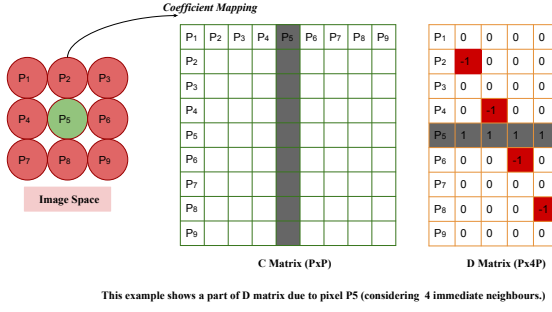 Coefficient Mapping
P1 P2 P3 P4 P5 P6 P7 P8 P9
P2
P3
P4
P5
P6
P7
P8
P9
P1 0 0 0 0
P2 -1 0 0 0
P3 0 0 0 0
P4 0 -1 0 0
P5 1 1 1 1
P6 0 0 -1 0
P7 0 0 0 0
P8 0 0 0 -1
P9 0 0 0 0
P1 P2 P3
P4 P5 P6
P7 P8 P9
Image Space
C Matrix (PxP)
D Matrix (Px4P)
This example shows a part of D matrix due to pixel P5 (considering 4 immediate neighbours.)